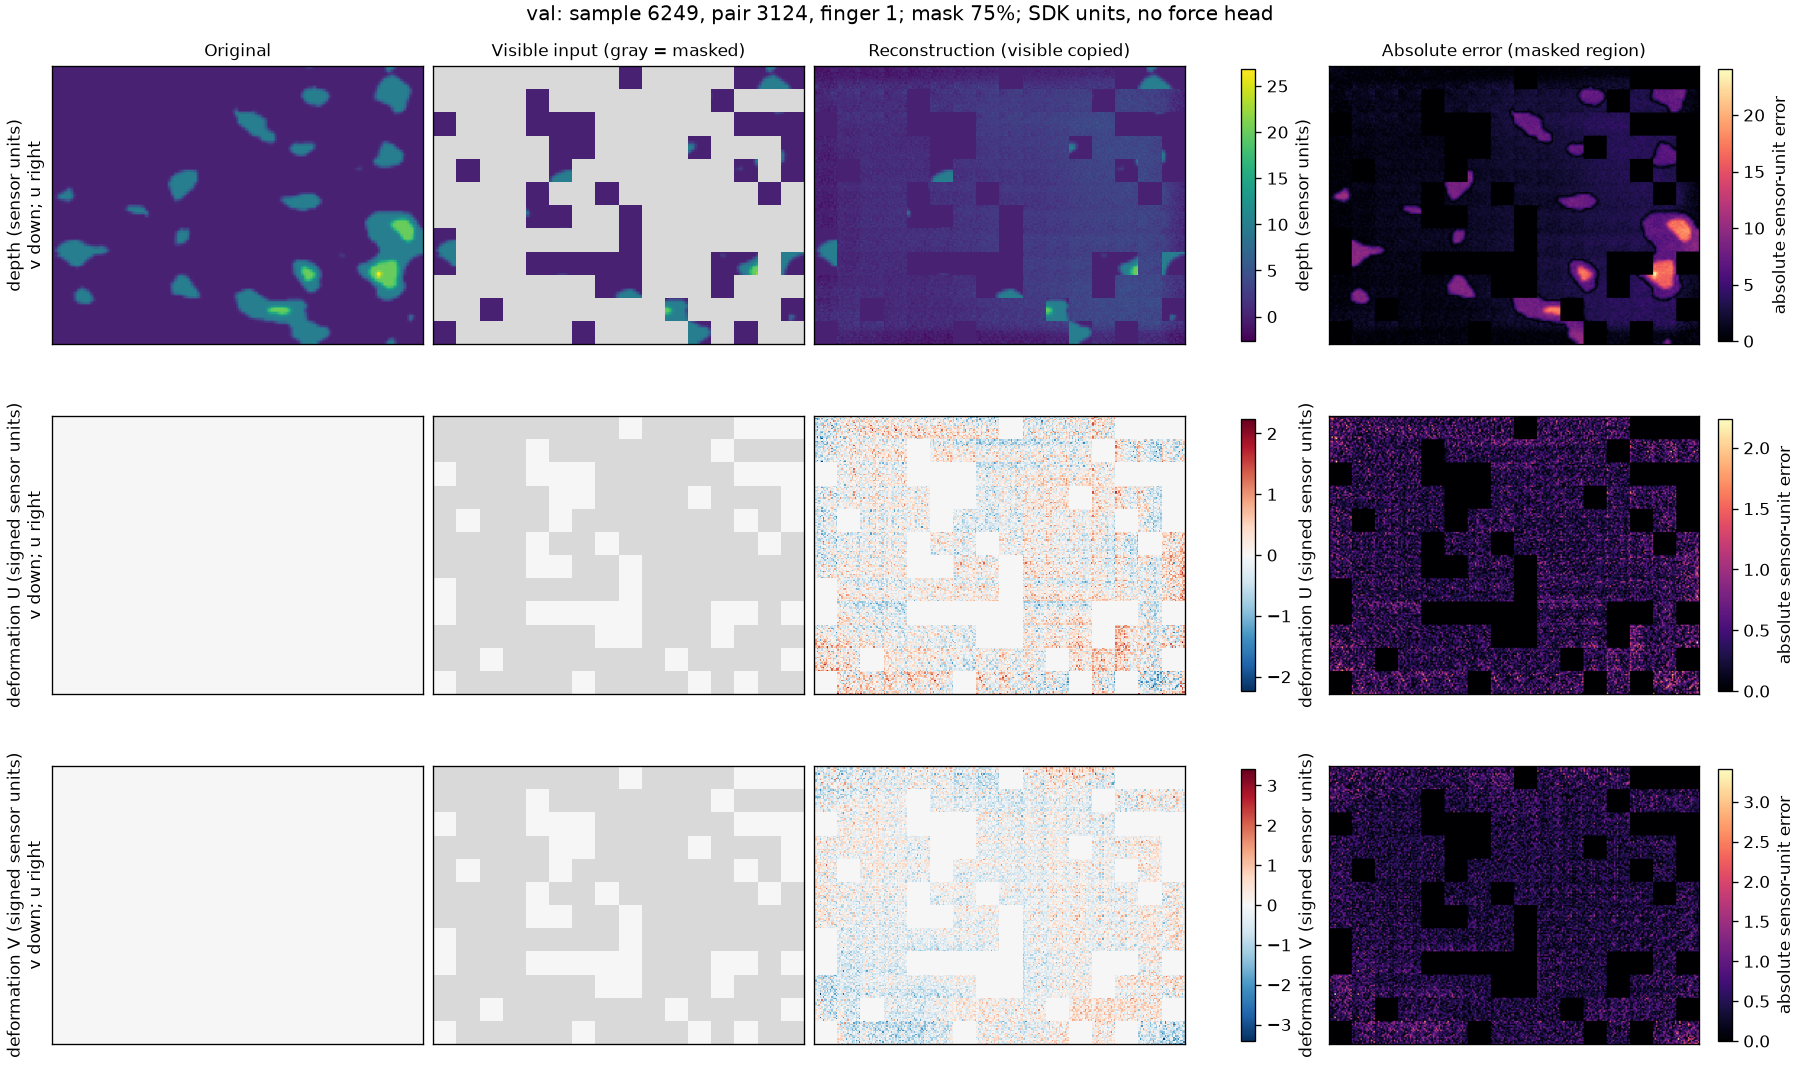 val: sample 6249, pair 3124, finger 1; mask 75%; SDK units, no force head
Original
Visible input (gray = masked)
Reconstruction (visible copied)
Absolute error (masked region)
depth (sensor units)
v down; u right
25
20
15
10
5
0
depth (sensor units)
20
15
10
5
0
absolute sensor-unit error
deformation U (signed sensor units)
v down; u right
2
1
0
−1
−2
deformation U (signed sensor units)
2.0
1.5
1.0
0.5
0.0
absolute sensor-unit error
deformation V (signed sensor units)
v down; u right
3
2
1
0
−1
−2
−3
deformation V (signed sensor units)
3.0
2.5
2.0
1.5
1.0
0.5
0.0
absolute sensor-unit error